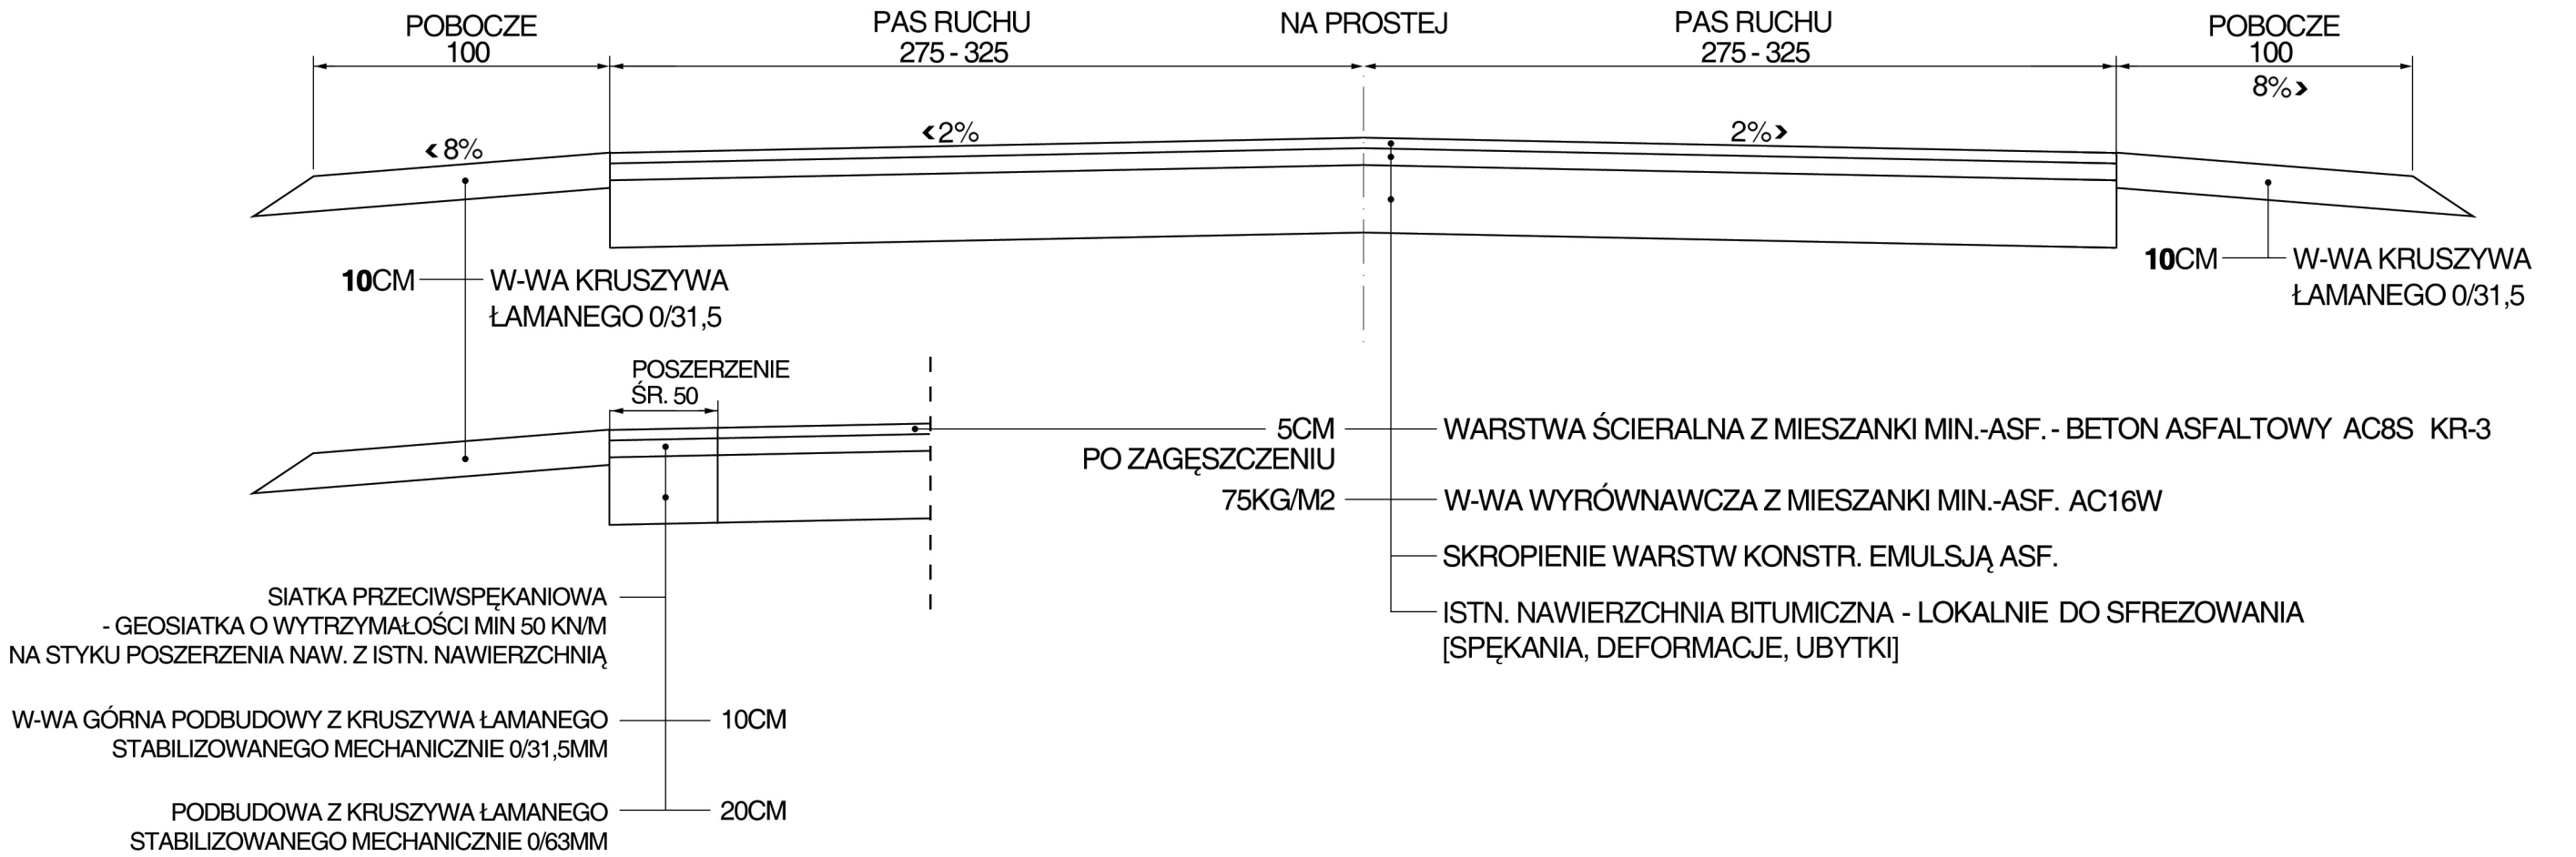 POBOCZE
100
PAS RUCHU
275 - 325
NA PROSTEJ
PAS RUCHU
275 - 325
POBOCZE
100
8%>
<8%
<2%
2%>
10CM
W-WA KRUSZYWA
ŁAMANEGO 0/31,5
10CM
W-WA KRUSZYWA
ŁAMANEGO 0/31,5
POSZERZENIE
ŚR. 50
5CM
PO ZAGĘSZCZENIU
WARSTWA ŚCIERALNA Z MIESZANKI MIN.-ASF. - BETON ASFALTOWY AC8S KR-3
75KG/M2
W-WA WYRÓWNAWCZA Z MIESZANKI MIN.-ASF. AC16W
SKROPIENIE WARSTW KONSTR. EMULSJĄ ASF.
ISTN. NAWIERZCHNIA BITUMICZNA - LOKALNIE DO SFREZOWANIA
[SPĘKANIA, DEFORMACJE, UBYTKI]
SIATKA PRZECIWSPĘKANIOWA
- GEOSIATKA O WYTRZYMAŁOŚCI MIN 50 KN/M
NA STYKU POSZERZENIA NAW. Z ISTN. NAWIERZCHNIĄ
W-WA GÓRNA PODBUDOWY Z KRUSZYWA ŁAMANEGO
STABILIZOWANEGO MECHANICZNIE 0/31,5MM
10CM
PODBUDOWA Z KRUSZYWA ŁAMANEGO
STABILIZOWANEGO MECHANICZNIE 0/63MM
20CM